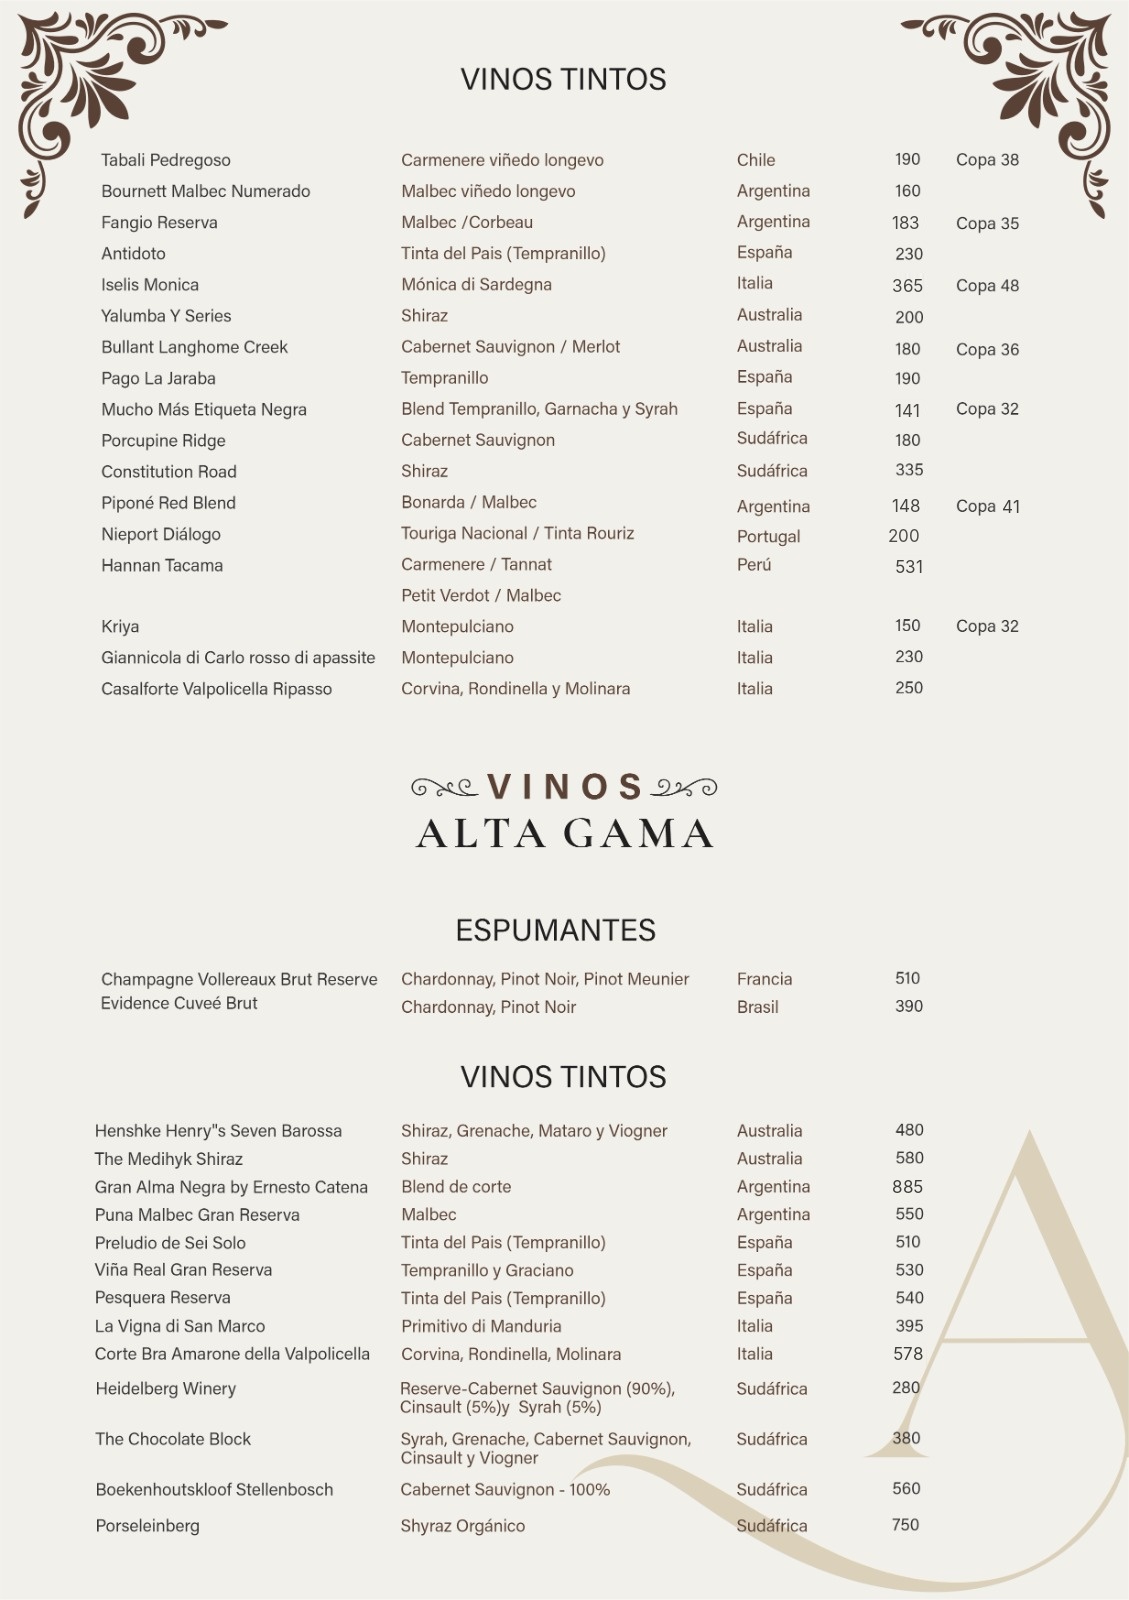 VINOS TINTOS
Tabali Pedregoso Carmenere viñedo longevo Chile 190 Copa 38
Bournett Malbec Numerado Malbec viñedo longevo Argentina 160
Fangio Reserva Malbec /Corbeau Argentina 183 Copa 35
Antidoto Tinta del Pais (Tempranillo) España 230
Iselis Monica Mónica di Sardegna Italia 365 Copa 48
Yalumba Y Series Shiraz Australia 200
Bullant Langhome Creek Cabernet Sauvignon / Merlot Australia 180 Copa 36
Pago La Jaraba Tempranillo España 190
Mucho Más Etiqueta Negra Blend Tempranillo, Garnacha y Syrah España 141 Copa 32
Porcupine Ridge Cabernet Sauvignon Sudáfrica 180
Constitution Road Shiraz Sudáfrica 335
Piponé Red Blend Bonarda / Malbec Argentina 148 Copa 41
Nieport Diálogo Touriga Nacional / Tinta Rouriz Portugal 200
Hannan Tacama Carmenere / Tannat Perú 531
Petit Verdot / Malbec
Kriya Montepulciano Italia 150 Copa 32
Giannicola di Carlo rosso di apassite Montepulciano Italia 230
Casalforte Valpolicella Ripasso Corvina, Rondinella y Molinara Italia 250
VINOS
ALTA GAMA
ESPUMANTES
Champagne Vollereaux Brut Reserve Chardonnay, Pinot Noir, Pinot Meunier Francia 510
Evidence Cuveé Brut Chardonnay, Pinot Noir Brasil 390
VINOS TINTOS
Henshke Henry"s Seven Barossa Shiraz, Grenache, Mataro y Viogner Australia 480
The Medihyk Shiraz Shiraz Australia 580
Gran Alma Negra by Ernesto Catena Blend de corte Argentina 885
Puna Malbec Gran Reserva Malbec Argentina 550
Preludio de Sei Solo Tinta del Pais (Tempranillo) España 510
Viña Real Gran Reserva Tempranillo y Graciano España 530
Pesquera Reserva Tinta del Pais (Tempranillo) España 540
La Vigna di San Marco Primitivo di Manduria Italia 395
Corte Bra Amarone della Valpolicella Corvina, Rondinella, Molinara Italia 578
Heidelberg Winery Reserve-Cabernet Sauvignon (90%), Sudáfrica 280
Cinsault (5%)y Syrah (5%)
The Chocolate Block Syrah, Grenache, Cabernet Sauvignon, Sudáfrica 380
Cinsault y Viogner
Boekenhoutskloof Stellenbosch Cabernet Sauvignon - 100% Sudáfrica 560
Porseleinberg Shyraz Orgánico Sudáfrica 750
A